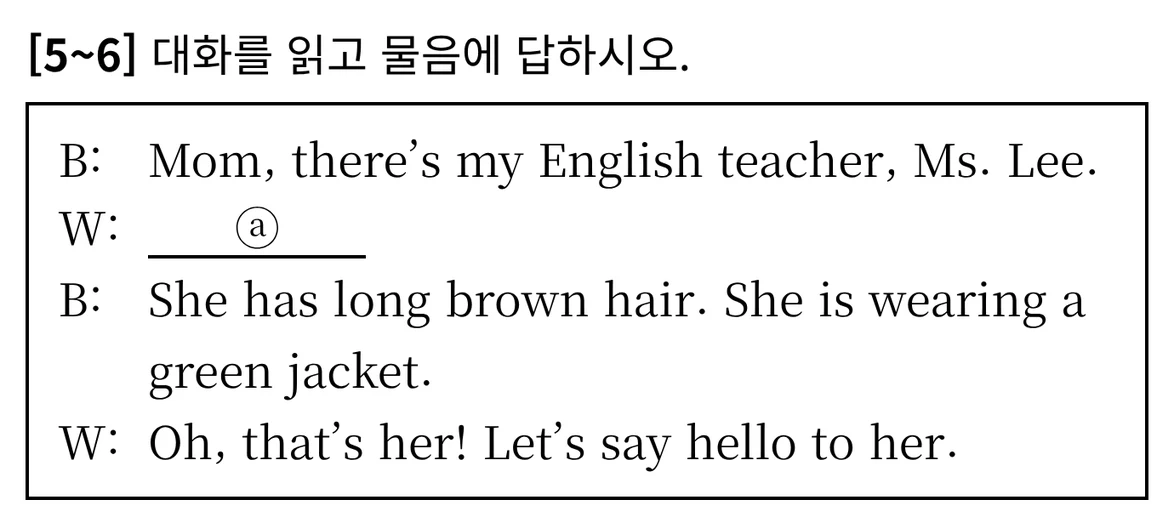 [5~6] 대화를 읽고 물음에 답하시오.
B: Mom, there's my English teacher, Ms. Lee.
W: ⓐ
B: She has long brown hair. She is wearing a
green jacket.
W: Oh, that's her! Let's say hello to her.